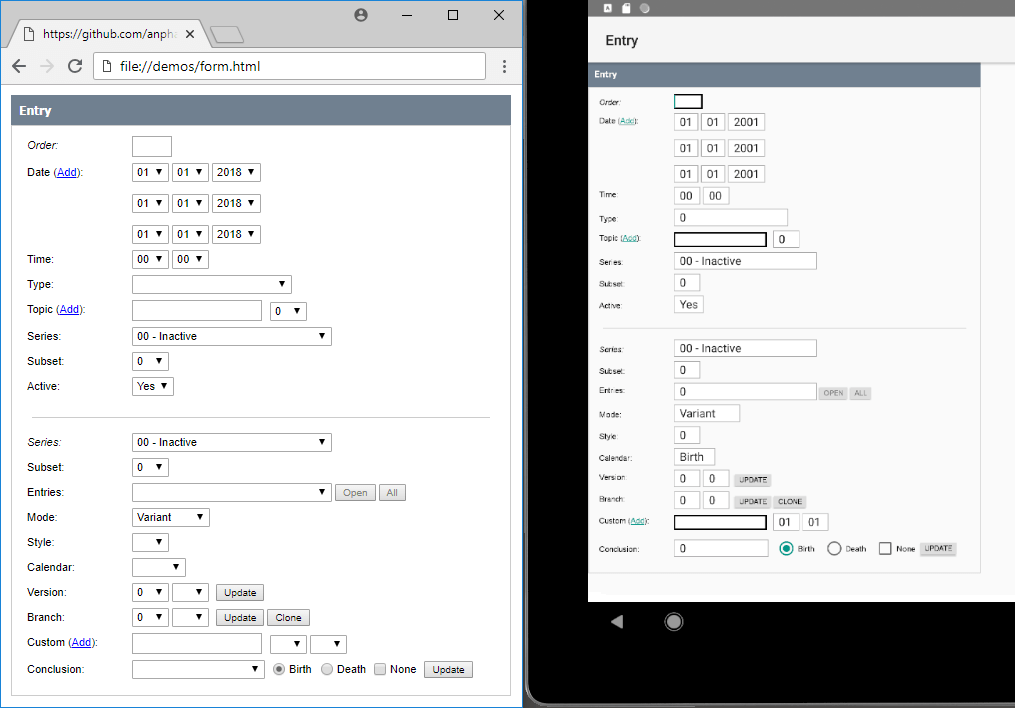 https://github.com/anpha
file://demos/form.html
Entry
Order:
Date (Add): 01 01 2018
01 01 2018
01 01 2018
Time: 00 00
Type:
Topic (Add): 0
Series: 00 - Inactive
Subset: 0
Active: Yes
Series: 00 - Inactive
Subset: 0
Entries: Open All
Mode: Variant
Style:
Calendar:
Version: 0 Update
Branch: 0 Update Clone
Custom (Add):
Conclusion: Birth Death None Update
A
Entry
Entry
Order:
Date (Add): 01 01 2001
01 01 2001
01 01 2001
Time: 00 00
Type: 0
Topic (Add): 0
Series: 00 - Inactive
Subset: 0
Active: Yes
Series: 00 - Inactive
Subset: 0
Entries: 0 OPEN ALL
Mode: Variant
Style: 0
Calendar: Birth
Version: 0 0 UPDATE
Branch: 0 0 UPDATE CLONE
Custom (Add): 01 01
Conclusion: 0 Birth Death None UPDATE